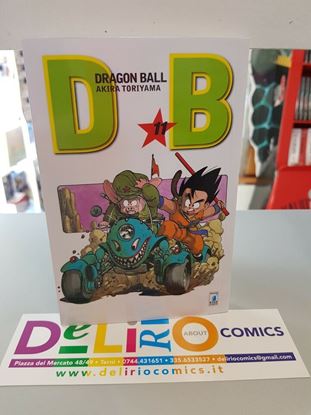 DRAGON BALL
AKIRA TORIYAMA
D B
11
DELIRIO ABOUT COMICS
Piazza del Mercato 48/49 • Terni • 0744.431651 • 335.6533527 • deliriocomics@gmail.com
www.deliriocomics.it